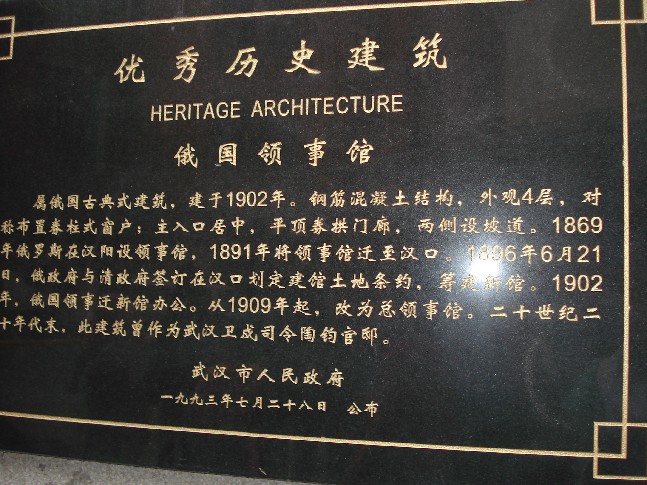 优秀历史建筑
HERITAGE ARCHITECTURE
俄国领事馆
属俄国古典式建筑，建于1902年。钢筋混凝土结构，外观4层，对
称布置券柱式窗户；主入口居中，平顶券拱门廊，两侧设坡道。1869
年俄罗斯在汉阳设领事馆，1891年将领事馆迁至汉口。1896年6月21
日，俄政府与清政府签订在汉口划定建馆土地条约，筹建新馆。1902
年，俄国领事迁新馆办公。从1909年起，改为总领事馆。二十世纪二
十年代末，此建筑曾作为武汉卫戍司令陶钧官邸。
武汉市人民政府
一九九三年七月二十八日 公布